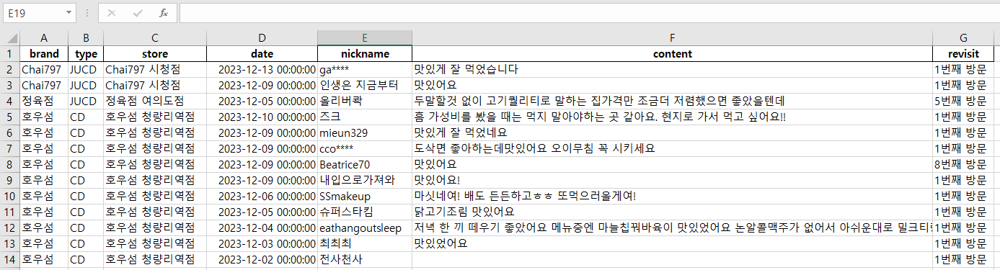 E19 fx
A B C D E F G
1 brand type store date nickname content revisit
2 Chai797 JUCD Chai797 시청점 2023-12-13 00:00:00 ga**** 맛있게 잘 먹었습니다 1번째 방문
3 Chai797 JUCD Chai797 시청점 2023-12-09 00:00:00 인생은 지금부터 맛있어요 1번째 방문
4 정육점 JUCD 정육점 여의도점 2023-12-05 00:00:00 올리버콱 두말할것 없이 고기퀄리티로 말하는 집가격만 조금더 저렴했으면 좋았을텐데 5번째 방문
5 호우섬 CD 호우섬 청량리역점 2023-12-10 00:00:00 즈크 흠 가성비를 봤을 때는 먹지 말아야하는 곳 같아요. 현지로 가서 먹고 싶어요!! 1번째 방문
6 호우섬 CD 호우섬 청량리역점 2023-12-09 00:00:00 mieun329 맛있게 잘 먹었네요 1번째 방문
7 호우섬 CD 호우섬 청량리역점 2023-12-09 00:00:00 cco**** 도삭면 좋아하는데맛있어요 오이무침 꼭 시키세요 1번째 방문
8 호우섬 CD 호우섬 청량리역점 2023-12-09 00:00:00 Beatrice70 맛있어요 8번째 방문
9 호우섬 CD 호우섬 청량리역점 2023-12-09 00:00:00 내입으로가져와 맛있어요! 1번째 방문
10 호우섬 CD 호우섬 청량리역점 2023-12-06 00:00:00 SSmakeup 마싯네여! 배도 든든하고ㅎㅎ 또먹으러올게여! 1번째 방문
11 호우섬 CD 호우섬 청량리역점 2023-12-05 00:00:00 슈퍼스타킴 닭고기조림 맛있어요 1번째 방문
12 호우섬 CD 호우섬 청량리역점 2023-12-04 00:00:00 eathangoutsleep 저녁 한 끼 떼우기 좋았어요 메뉴중엔 마늘칩꿔바육이 맛있었어요 논알콜맥주가 없어서 아쉬운대로 1번째 방문
13 호우섬 CD 호우섬 청량리역점 2023-12-03 00:00:00 최최최 맛있었어요 1번째 방문
14 호우섬 CD 호우섬 청량리역점 2023-12-02 00:00:00 전사천사 1번째 방문